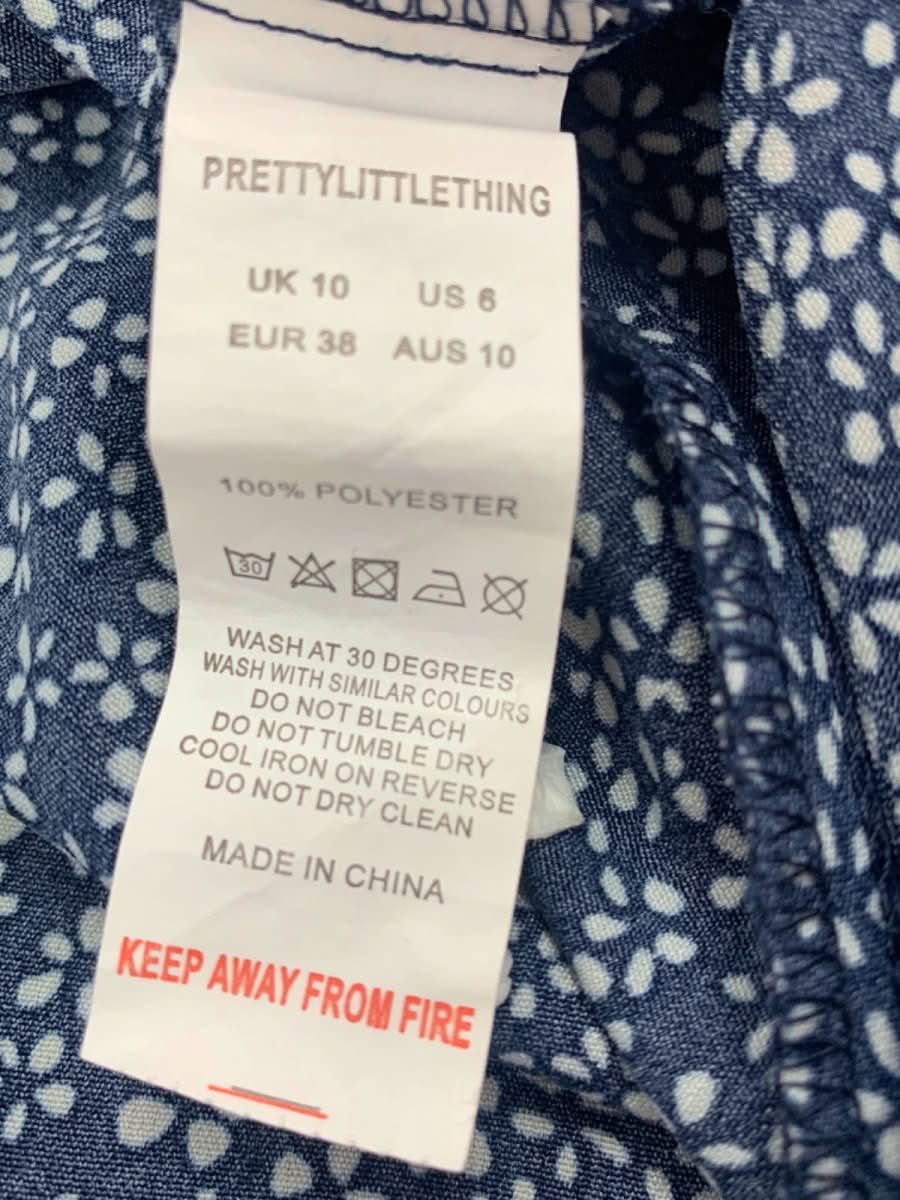 PRETTYLITTLETHING
UK 10 US 6
EUR 38 AUS 10
100% POLYESTER
30
WASH AT 30 DEGREES
WASH WITH SIMILAR COLOURS
DO NOT BLEACH
DO NOT TUMBLE DRY
COOL IRON ON REVERSE
DO NOT DRY CLEAN
MADE IN CHINA
KEEP AWAY FROM FIRE